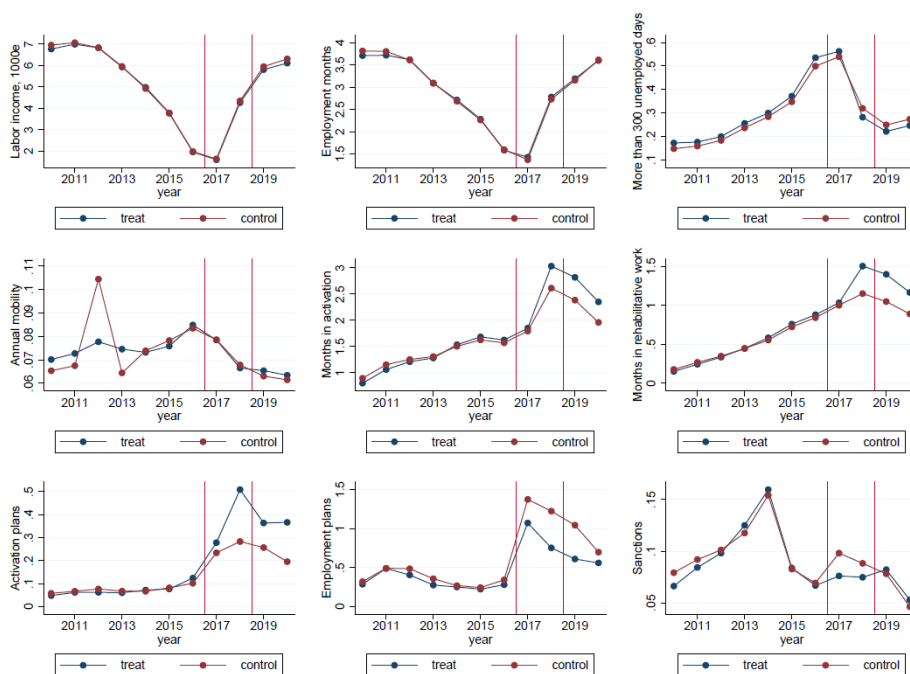 Labor income, 1000e
2 3 4 5 6 7
2011 2013 2015 2017 2019
year
treat control
Employment months
1.5 2 2.5 3 3.5 4
2011 2013 2015 2017 2019
year
treat control
More than 300 unemployed days
.1 .2 .3 .4 .5 .6
2011 2013 2015 2017 2019
year
treat control
Annual mobility
.06 .07 .08 .09 .1 .11
2011 2013 2015 2017 2019
year
treat control
Months in activation
1 1.5 2 2.5 3
2011 2013 2015 2017 2019
year
treat control
Months in rehabilitative work
0 .5 1 1.5
2011 2013 2015 2017 2019
year
treat control
Activation plans
0 .1 .2 .3 .4 .5
2011 2013 2015 2017 2019
year
treat control
Employment plans
0 .5 1 1.5
2011 2013 2015 2017 2019
year
treat control
Sanctions
.05 .1 .15
2011 2013 2015 2017 2019
year
treat control